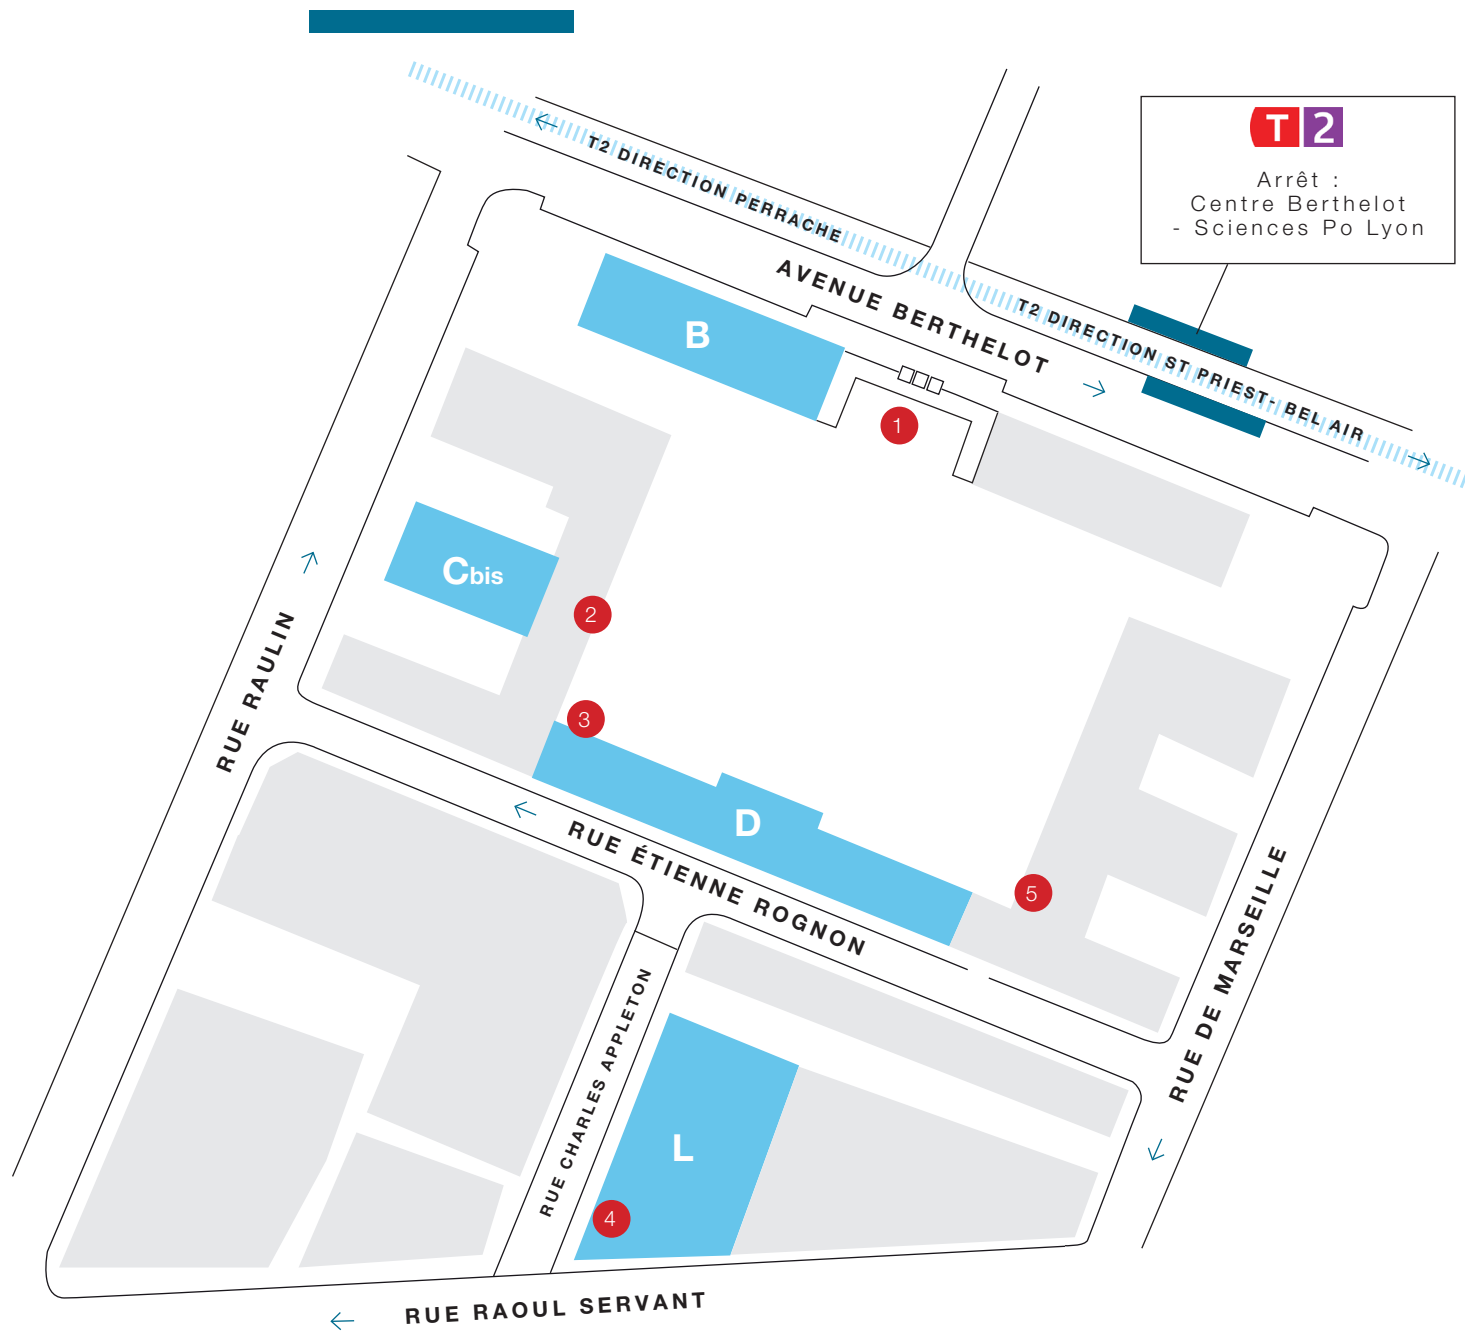 T2
Arrêt :
Centre Berthelot
- Sciences Po Lyon
T2 DIRECTION PERRACHE
AVENUE BERTHELOT
T2 DIRECTION ST PRIEST- BEL AIR
B
1
Cbis
2
RUE RAULIN
3
D
RUE ÉTIENNE ROGNON
5
RUE DE MARSEILLE
RUE CHARLES APPLETON
L
4
RUE RAOUL SERVANT